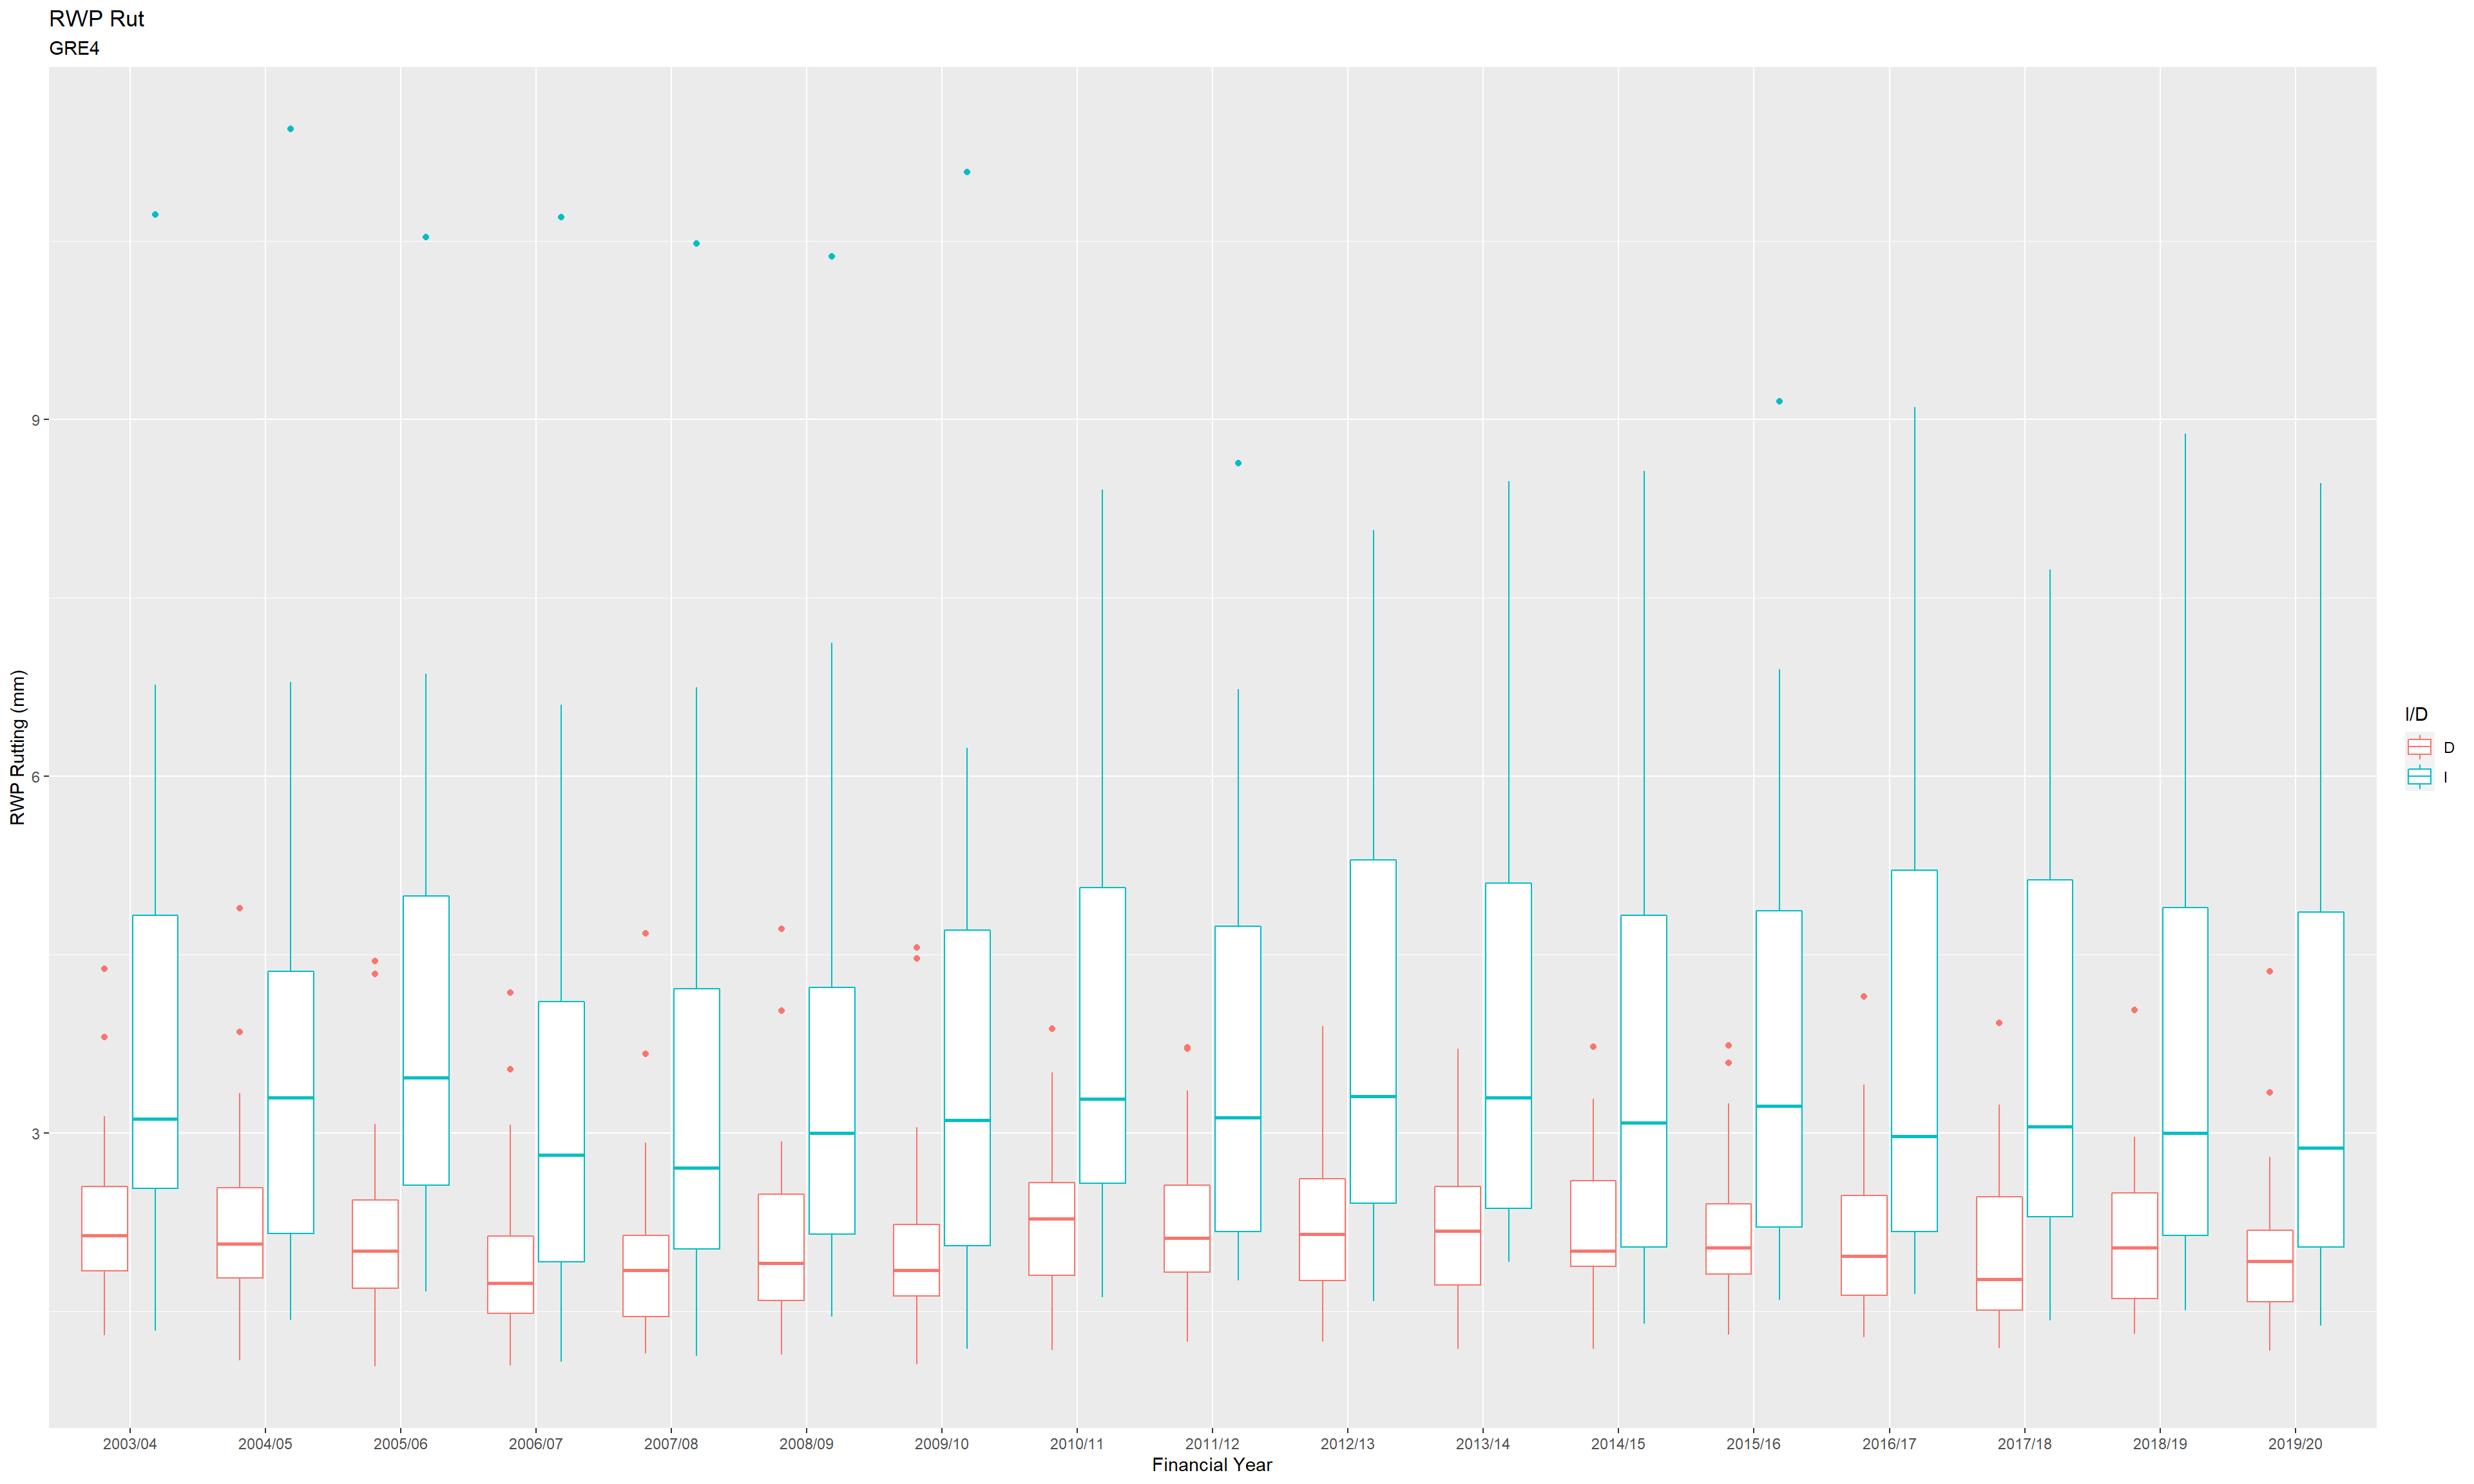 RWP Rut
GRE4
RWP Rutting (mm)
9
6
3
2003/04 2004/05 2005/06 2006/07 2007/08 2008/09 2009/10 2010/11 2011/12 2012/13 2013/14 2014/15 2015/16 2016/17 2017/18 2018/19 2019/20
Financial Year
I/D
D
I